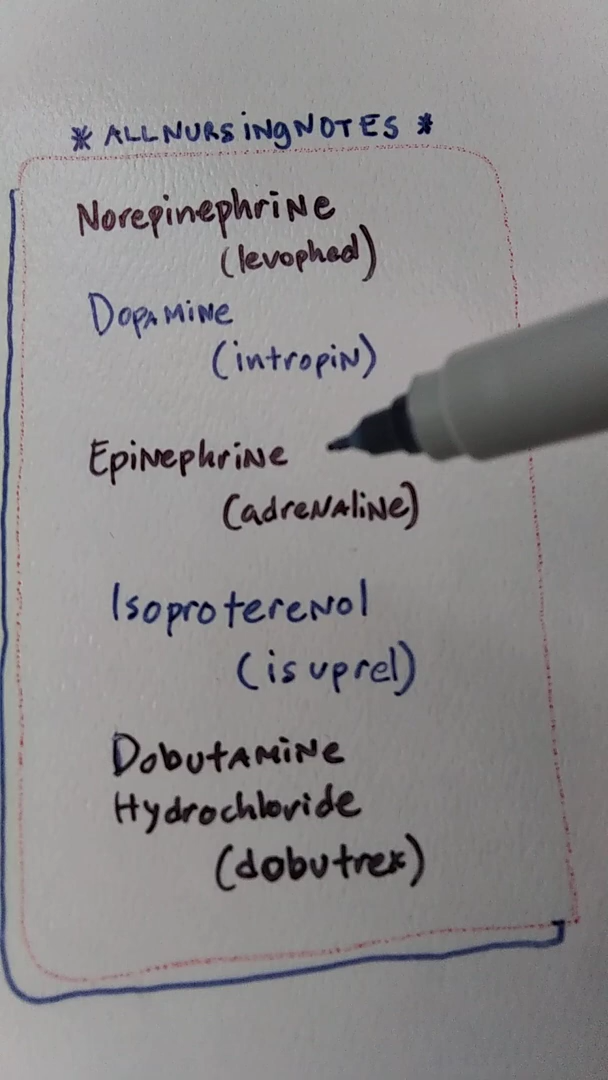 * ALLNURSiNgNOTES *
NorepinephriNe
(levophed)
DopAMiNe
(intropiN)
EpiNephriNe
(adreNAliNe)
IsoprotereNol
(isuprel)
DobutAMiNe
Hydrochloride
(dobutrex)